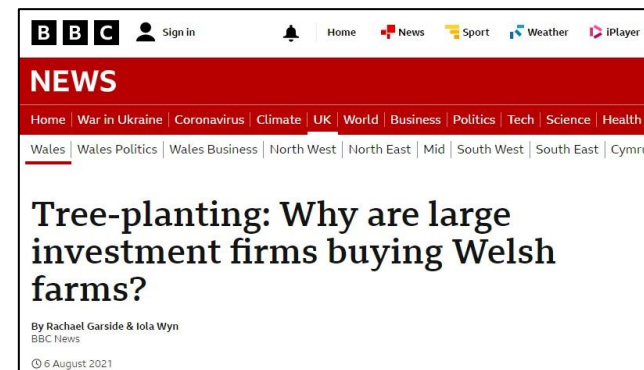 BBC Sign in Home News Sport Weather iPlayer
NEWS
Home War in Ukraine Coronavirus Climate UK World Business Politics Tech Science Health
Wales Wales Politics Wales Business North West North East Mid South West South East Cymru
Tree-planting: Why are large
investment firms buying Welsh
farms?
By Rachael Garside & Iola Wyn
BBC News
6 August 2021